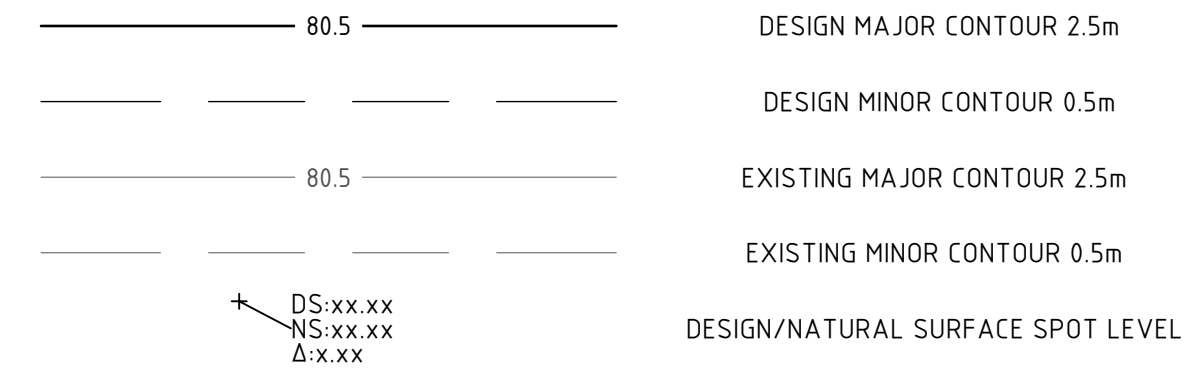 80.5 DESIGN MAJOR CONTOUR 2.5m
DESIGN MINOR CONTOUR 0.5m
80.5 EXISTING MAJOR CONTOUR 2.5m
EXISTING MINOR CONTOUR 0.5m
DS:xx.xx
NS:xx.xx
Δ:x.xx
DESIGN/NATURAL SURFACE SPOT LEVEL